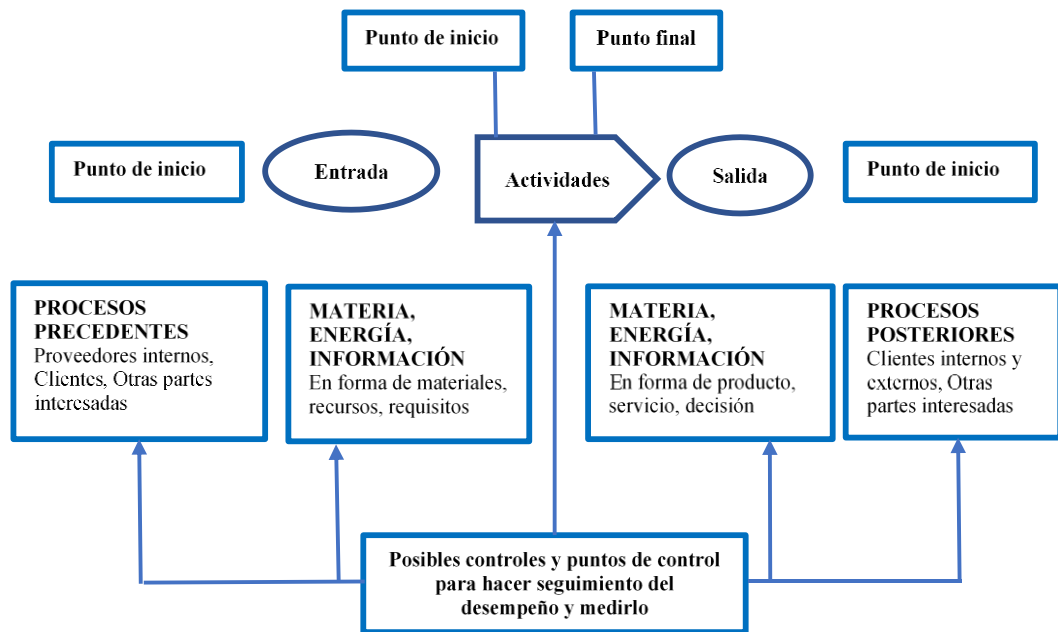 Punto de inicio
Punto final
Punto de inicio
Entrada
Actividades
Salida
Punto de inicio
PROCESOS
PRECEDENTES
Proveedores internos,
Clientes, Otras partes
interesadas
MATERIA,
ENERGÍA,
INFORMACIÓN
En forma de materiales,
recursos, requisitos
MATERIA,
ENERGÍA,
INFORMACIÓN
En forma de producto,
servicio, decisión
PROCESOS
POSTERIORES
Clientes internos y
externos, Otras
partes interesadas
Posibles controles y puntos de control
para hacer seguimiento del
desempeño y medirlo